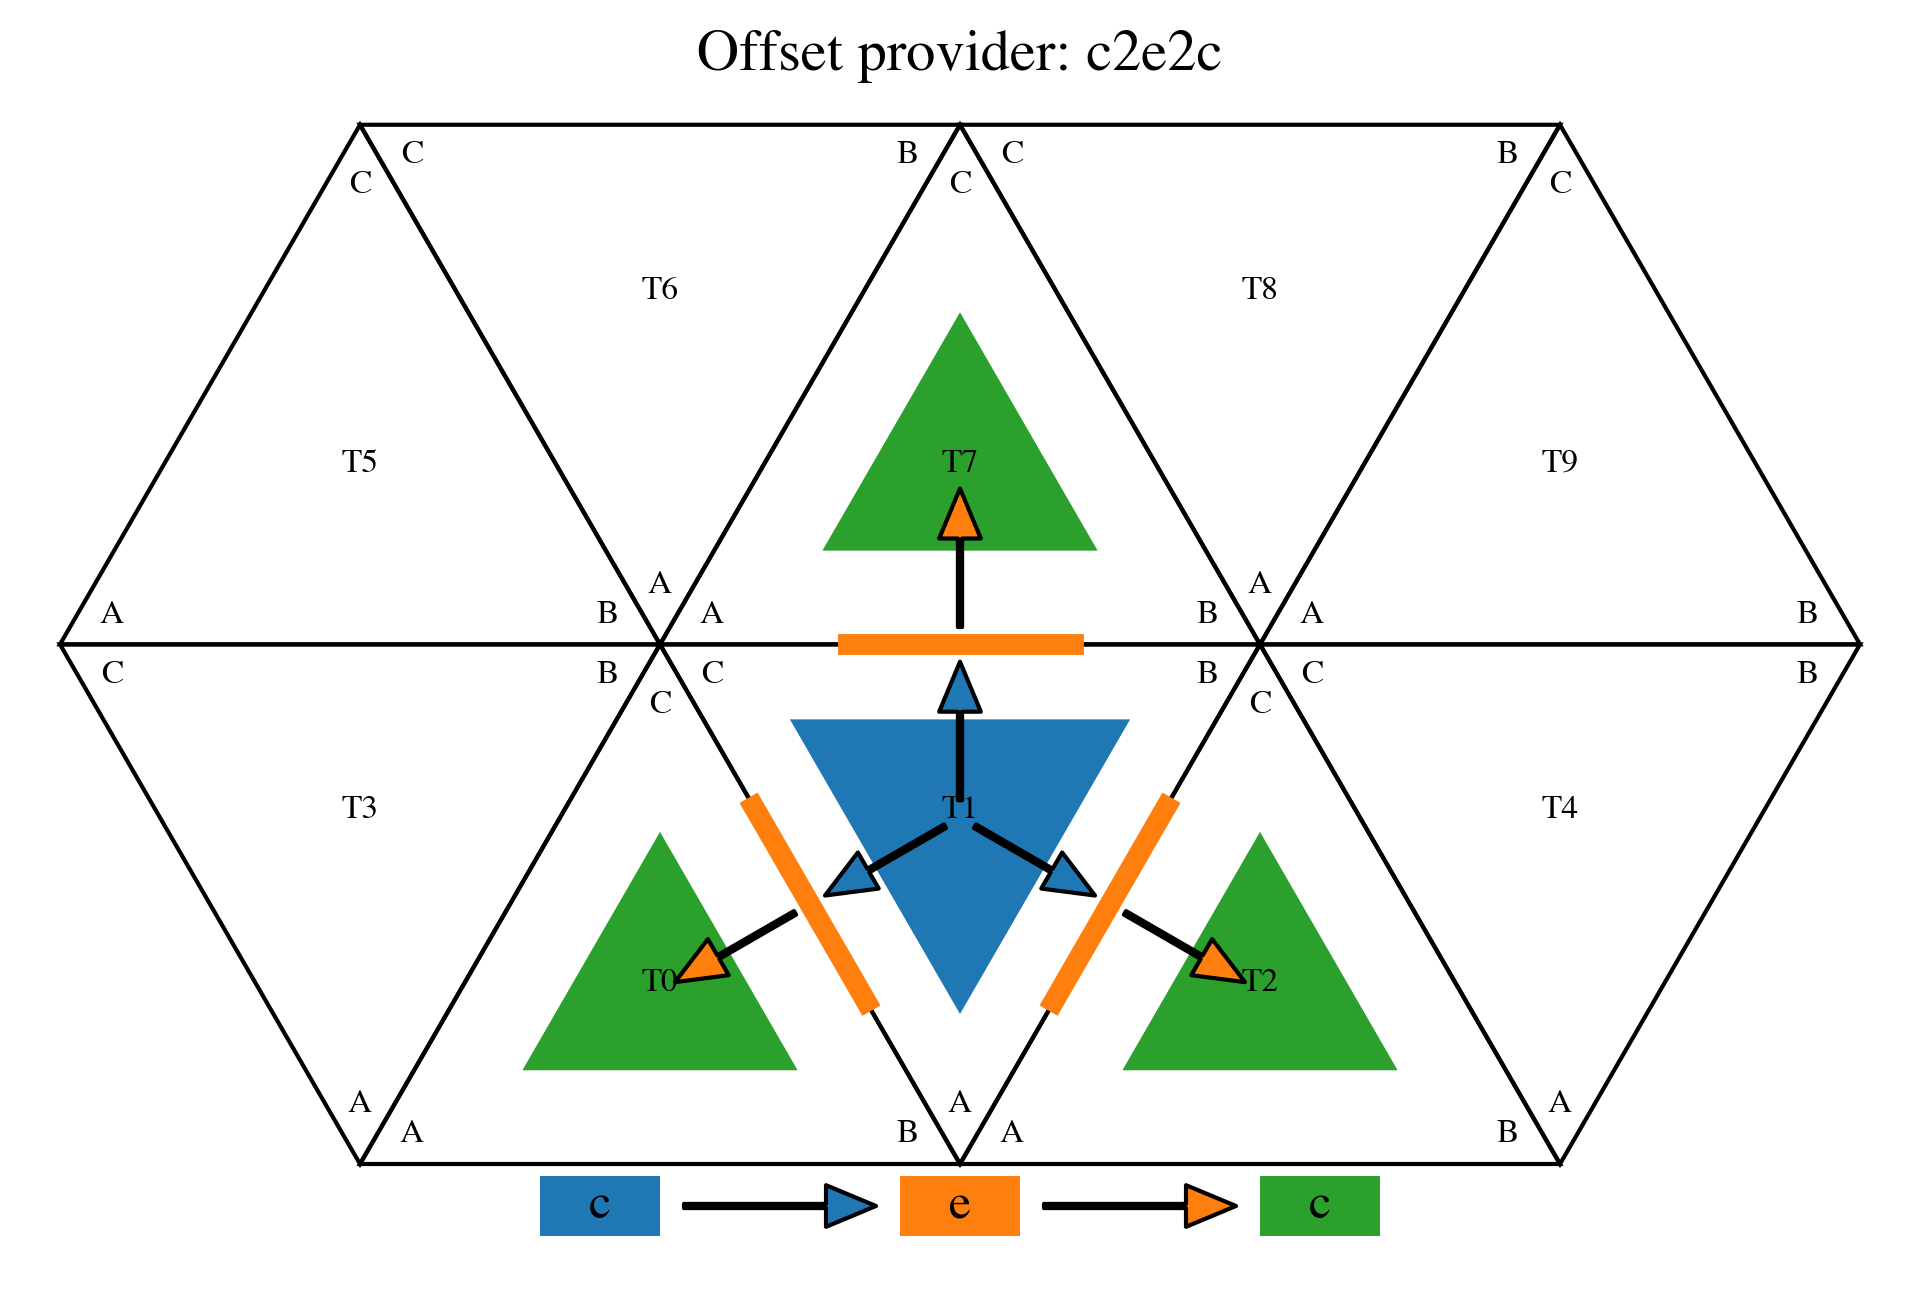 Offset provider: c2e2c
C B C B
C C C
T6 T8
T5 T7 T9
A A
A B A B A B
C B C B C B
C C
T3 T1 T4
T0 T2
A A A
A B A B
c e c